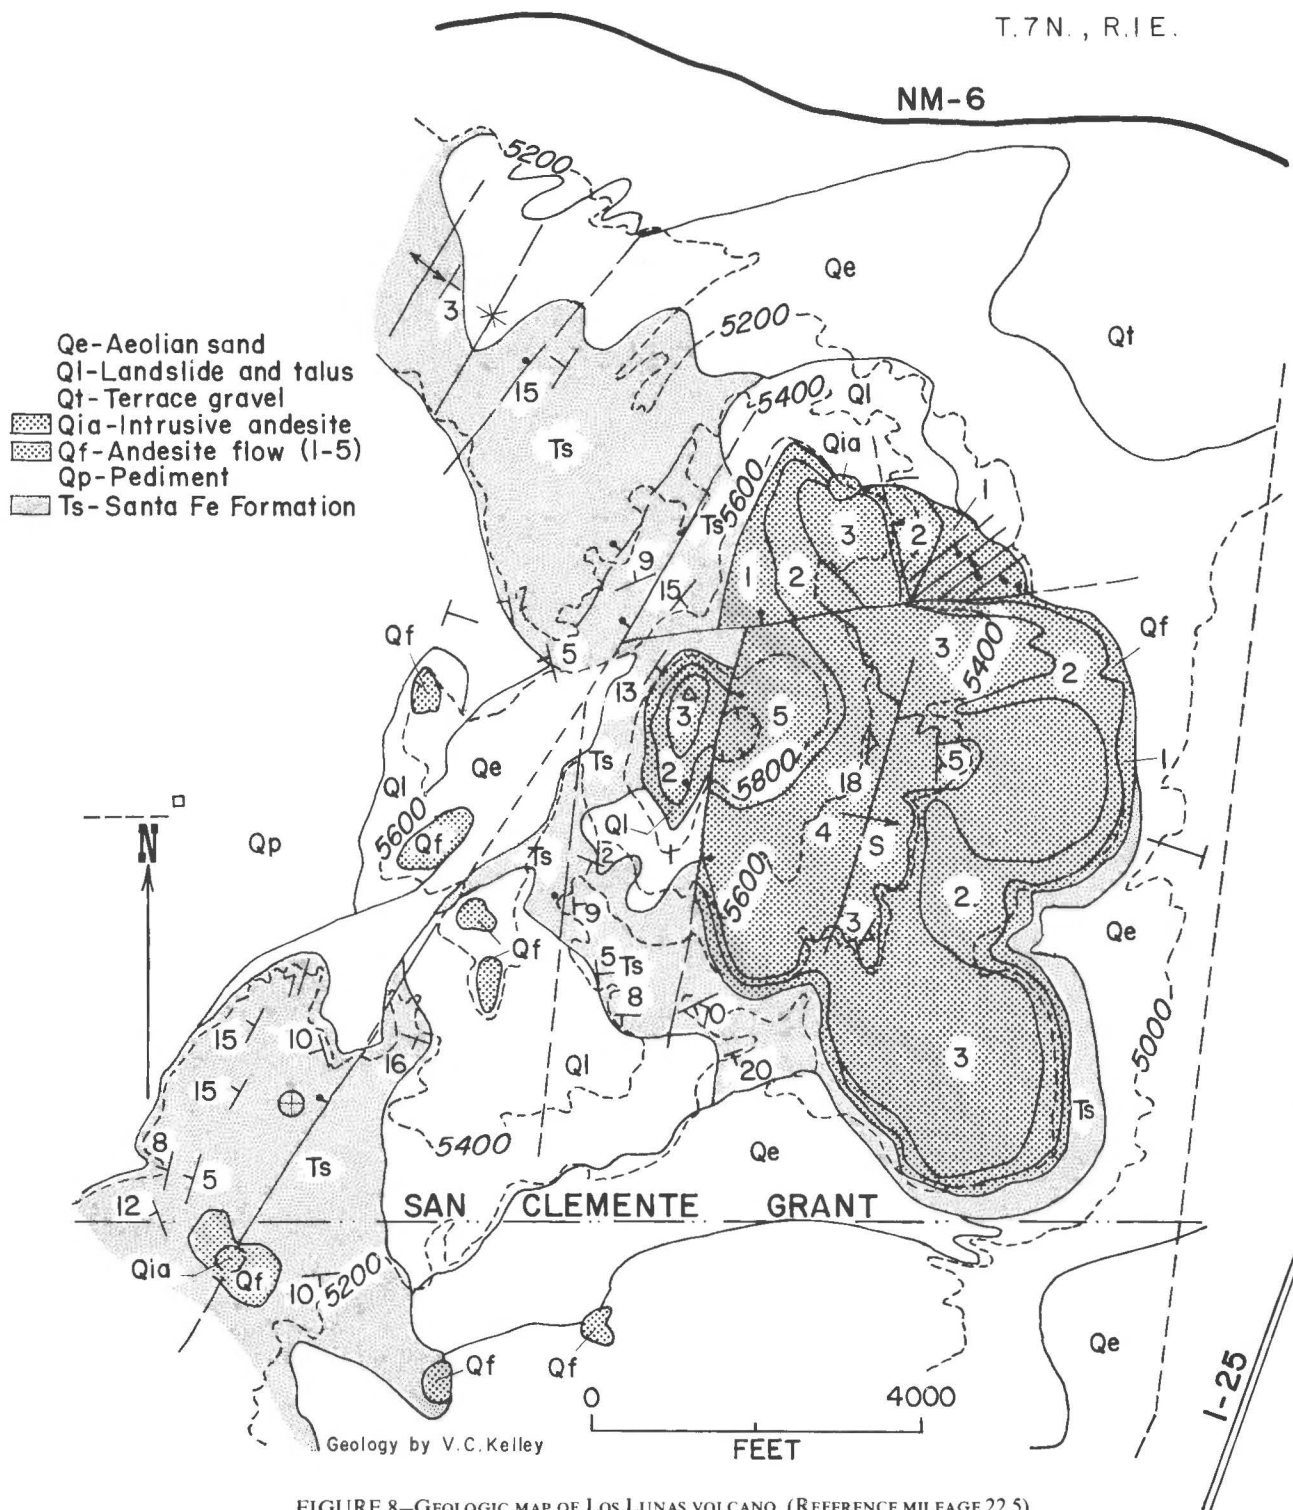 T.7N., R.1E.
NM-6
5200
Qe
5200
Qt
3
Qe-Aeolian sand
Ql-Landslide and talus
Qt-Terrace gravel
Qia-Intrusive andesite
Qf-Andesite flow (1-5)
Qp-Pediment
Ts-Santa Fe Formation
15
5400
Ql
Ts
Qia
5600
Ts
3
2
1
9
15
1
2
Qf
5
3
5400
2
Qf
13
3
5
Ts
Qe
2
5800
18
5
1
Ql
5600
Qf
Qp
Ql
4
S
Ts
12
5600
2
9
3
Qf
Ts
5
Qe
8
10
15
10
16
5000
3
Ql
20
15
Ts
5400
Qe
8
Ts
5
12
SAN CLEMENTE GRANT
Qia
Qf
10
5200
Qe
Qf
Qf
0
4000
FEET
I-25
Geology by V.C.Kelley
FIGURE 8—GEOLOGIC MAP OF LOS LUNAS VOLCANO. (REFERENCE MILEAGE 22.5)
N